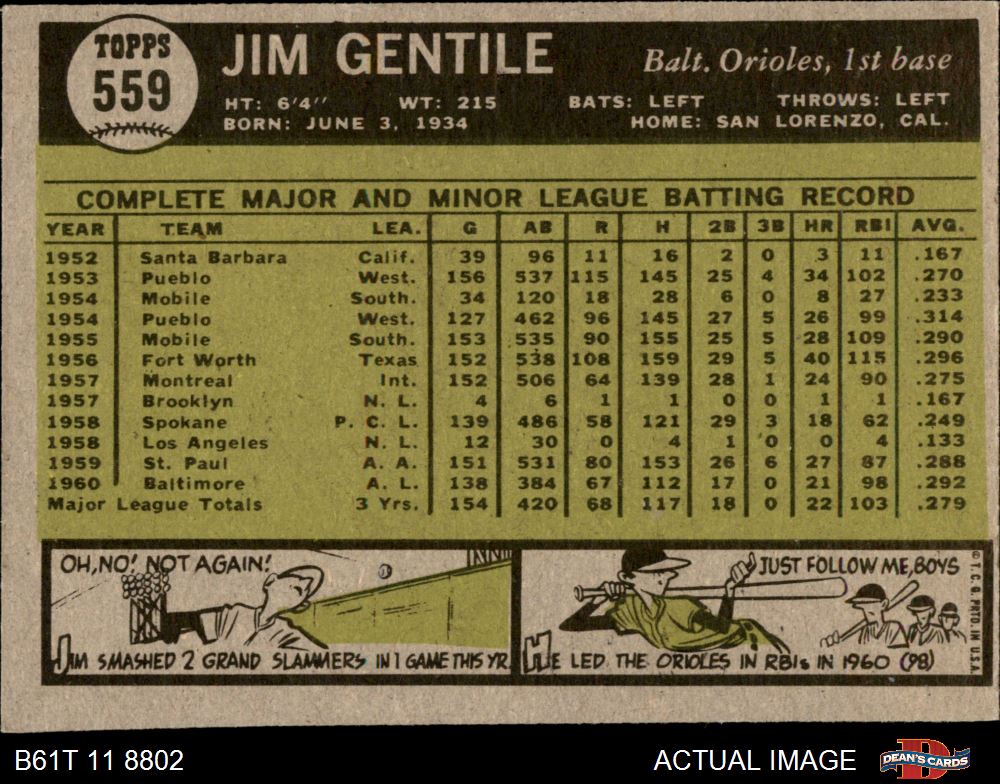 TOPPS
559
JIM GENTILE
Balt. Orioles, 1st base
HT: 6'4" WT: 215 BATS: LEFT THROWS: LEFT
BORN: JUNE 3, 1934 HOME: SAN LORENZO, CAL.
COMPLETE MAJOR AND MINOR LEAGUE BATTING RECORD
YEAR TEAM LEA. G AB R H 2B 3B HR RBI AVG.
1952 Santa Barbara Calif. 39 96 11 16 2 0 3 11 .167
1953 Pueblo West. 156 537 115 145 25 4 34 102 .270
1954 Mobile South. 34 120 18 28 6 0 8 27 .233
1954 Pueblo West. 127 462 96 145 27 5 26 99 .314
1955 Mobile South. 153 535 90 155 25 5 28 109 .290
1956 Fort Worth Texas 152 538 108 159 29 5 40 115 .296
1957 Montreal Int. 152 506 64 139 28 1 24 90 .275
1957 Brooklyn N. L. 4 6 1 1 0 0 1 1 .167
1958 Spokane P. C. L. 139 486 58 121 29 3 18 62 .249
1958 Los Angeles N. L. 12 30 0 4 1 0 0 4 .133
1959 St. Paul A. A. 151 531 80 153 26 6 27 87 .288
1960 Baltimore A. L. 138 384 67 112 17 0 21 98 .292
Major League Totals 3 Yrs. 154 420 68 117 18 0 22 103 .279
OH, NO! NOT AGAIN!
JIM SMASHED 2 GRAND SLAMMERS IN 1 GAME THIS YR.
JUST FOLLOW ME, BOYS
HE LED THE ORIOLES IN RBIs IN 1960 (98)
© T. C. G. PRTD. IN U.S.A.
B61T 11 8802 ACTUAL IMAGE DEAN'S CARDS